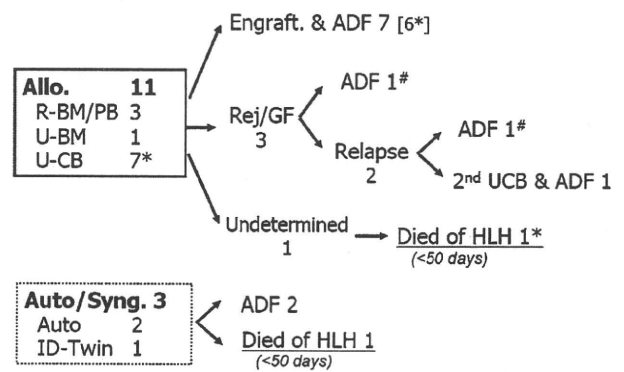 Engraft. & ADF 7 [6*]
Allo. 11
R-BM/PB 3
U-BM 1
U-CB 7*
Rej/GF
3
ADF 1#
Relapse
2
ADF 1#
2nd UCB & ADF 1
Undetermined
1
Died of HLH 1*
(<50 days)
Auto/Syng. 3
Auto 2
ID-Twin 1
ADF 2
Died of HLH 1
(<50 days)